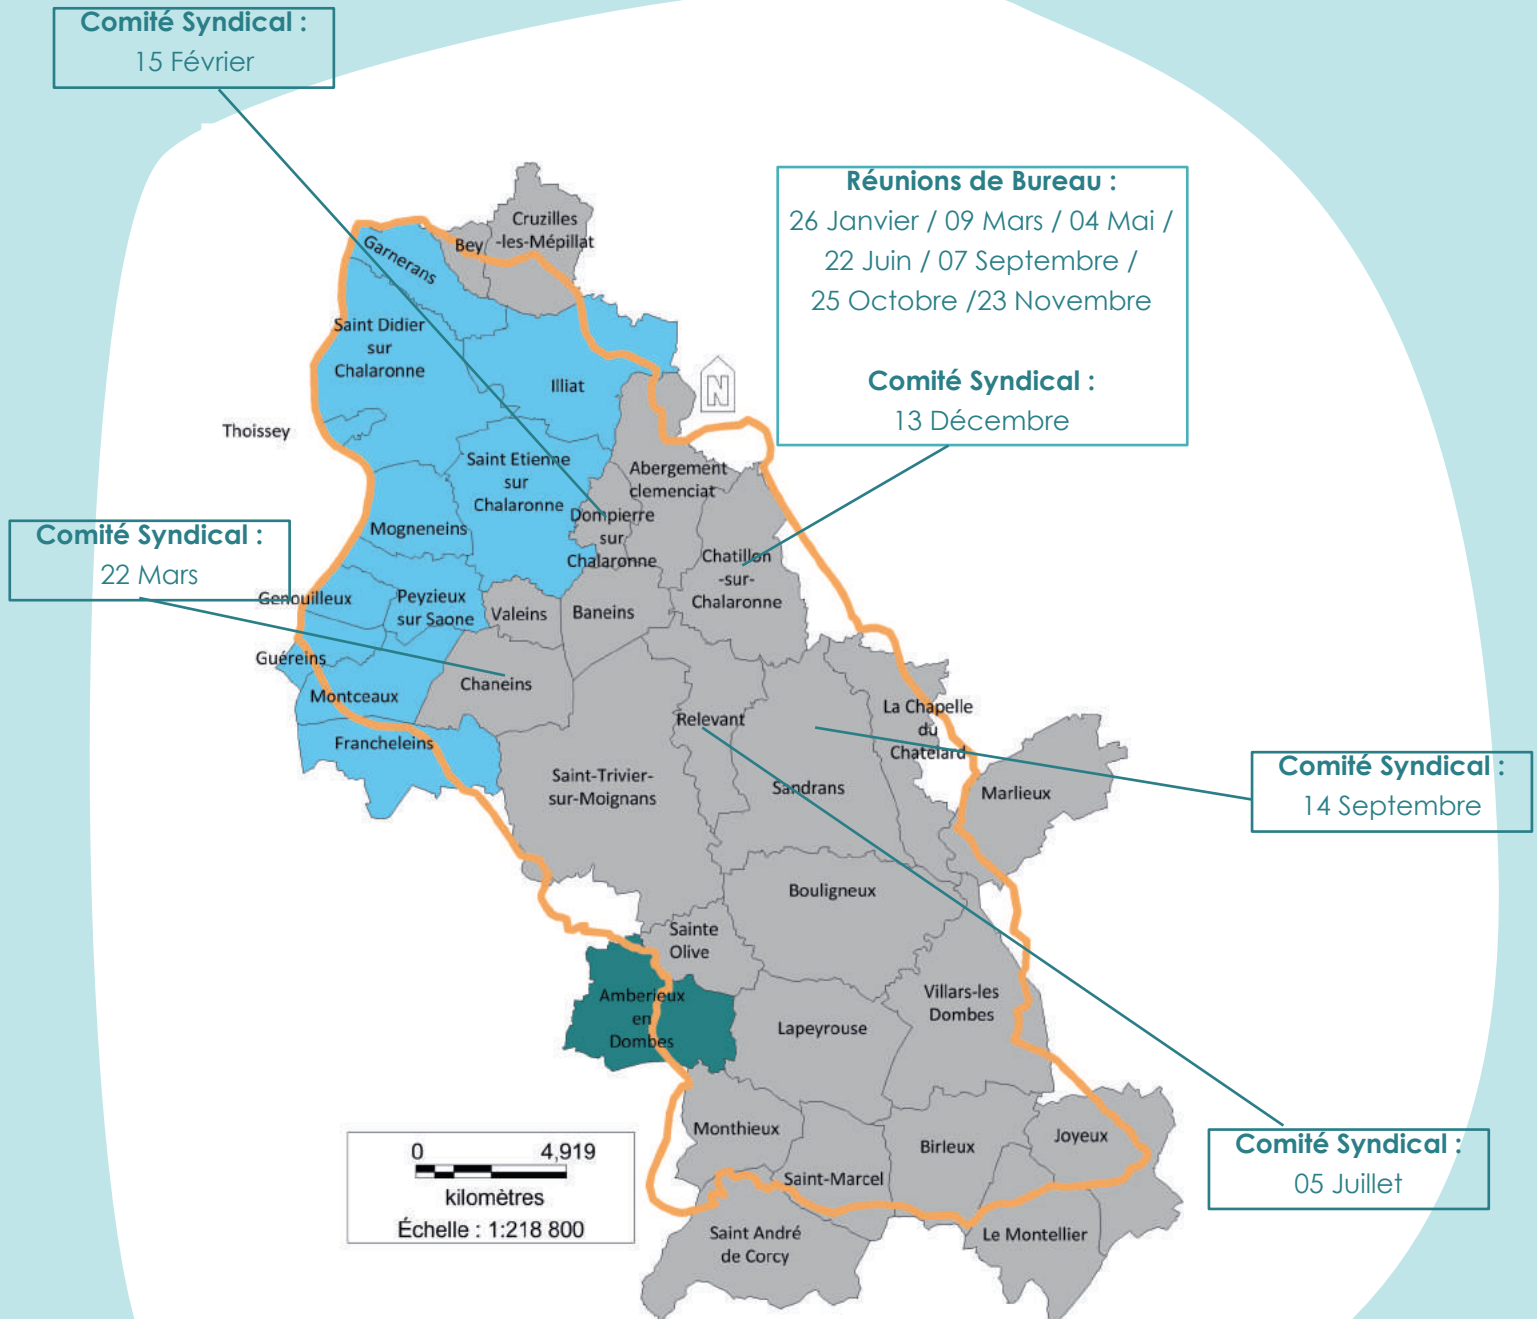 Comité Syndical :
15 Février
Réunions de Bureau :
26 Janvier / 09 Mars / 04 Mai /
22 Juin / 07 Septembre /
25 Octobre /23 Novembre
Comité Syndical :
13 Décembre
Cruzilles
-les-Mépillat
Bey
Garnerans
Saint Didier
sur
Chalaronne
Illiat
N
Thoissey
Saint Etienne
sur
Chalaronne
Abergement
clemenciat
Dompierre
sur
Chalaronne
Mogneneins
Chatillon
-sur-
Chalaronne
Comité Syndical :
22 Mars
Genouilleux
Peyzieux
sur Saone
Valeins
Baneins
Guéreins
Montceaux
Chaneins
Francheleins
Relevant
La Chapelle
du
Chatelard
Saint-Trivier-
sur-Moignans
Sandrans
Marlieux
Comité Syndical :
14 Septembre
Bouligneux
Sainte
Olive
Amberieux
en
Dombes
Villars-les
Dombes
Lapeyrouse
Monthieux
Birleux
Joyeux
Saint-Marcel
Comité Syndical :
05 Juillet
Saint André
de Corcy
Le Montellier
0 4,919
kilomètres
Échelle : 1:218 800